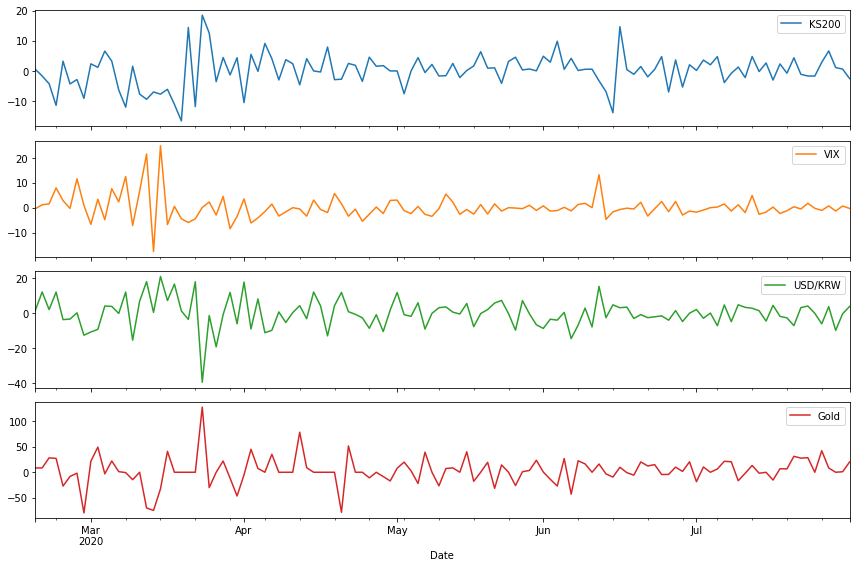 20
10
0
−10
KS200
20
10
0
−10
VIX
20
0
−20
−40
USD/KRW
100
50
0
−50
Gold
Mar
2020
Apr
May
Jun
Jul
Date